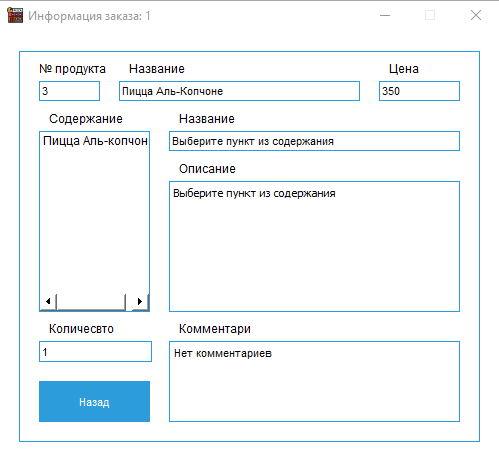 Информация заказа: 1
№ продукта Название Цена
3 Пицца Аль-Копчоне 350
Содержание Название
Пицца Аль-копчон Выберите пункт из содержания
Описание
Выберите пункт из содержания
Количесвто Комментари
1 Нет комментариев
Назад